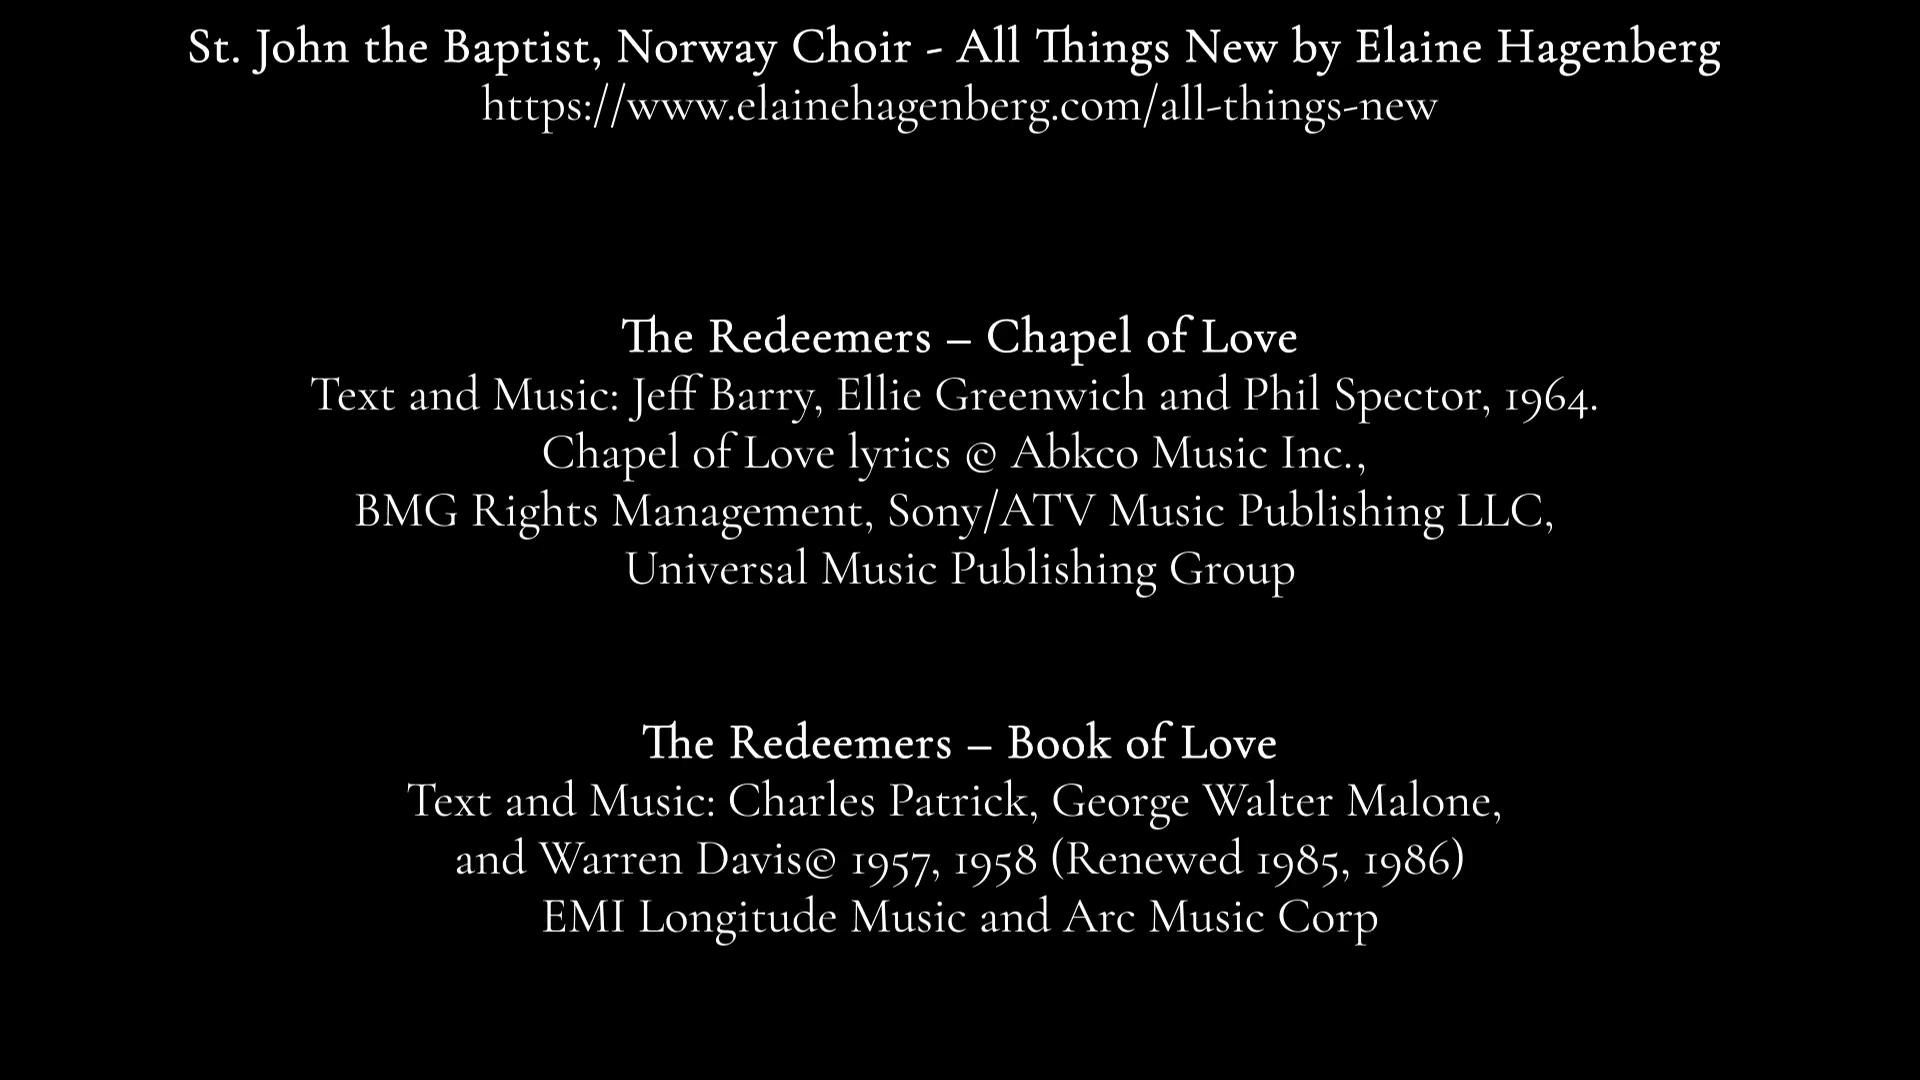 St. John the Baptist, Norway Choir - All Things New by Elaine Hagenberg
https://www.elainehagenberg.com/all-things-new
The Redeemers – Chapel of Love
Text and Music: Jeff Barry, Ellie Greenwich and Phil Spector, 1964.
Chapel of Love lyrics © Abkco Music Inc.,
BMG Rights Management, Sony/ATV Music Publishing LLC,
Universal Music Publishing Group
The Redeemers – Book of Love
Text and Music: Charles Patrick, George Walter Malone,
and Warren Davis© 1957, 1958 (Renewed 1985, 1986)
EMI Longitude Music and Arc Music Corp